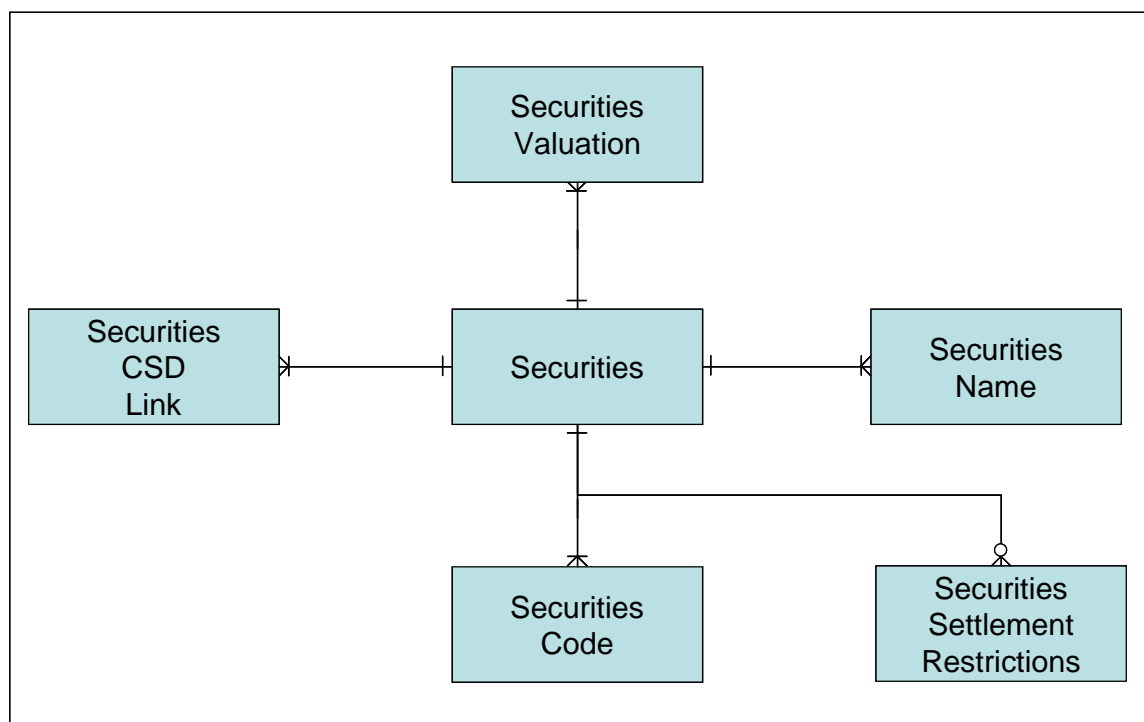 Securities
Valuation
Securities
CSD
Link
Securities
Securities
Name
Securities
Code
Securities
Settlement
Restrictions